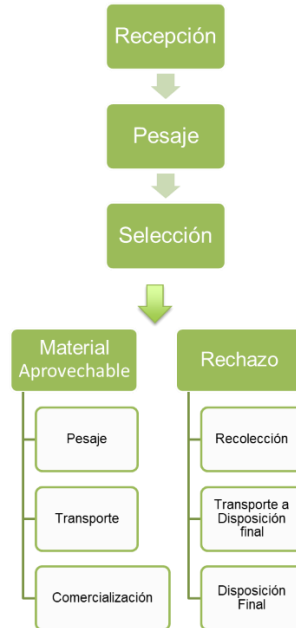 Recepción
Pesaje
Selección
Material
Aprovechable
Pesaje
Transporte
Comercialización
Rechazo
Recolección
Transporte a
Disposición
final
Disposición
Final